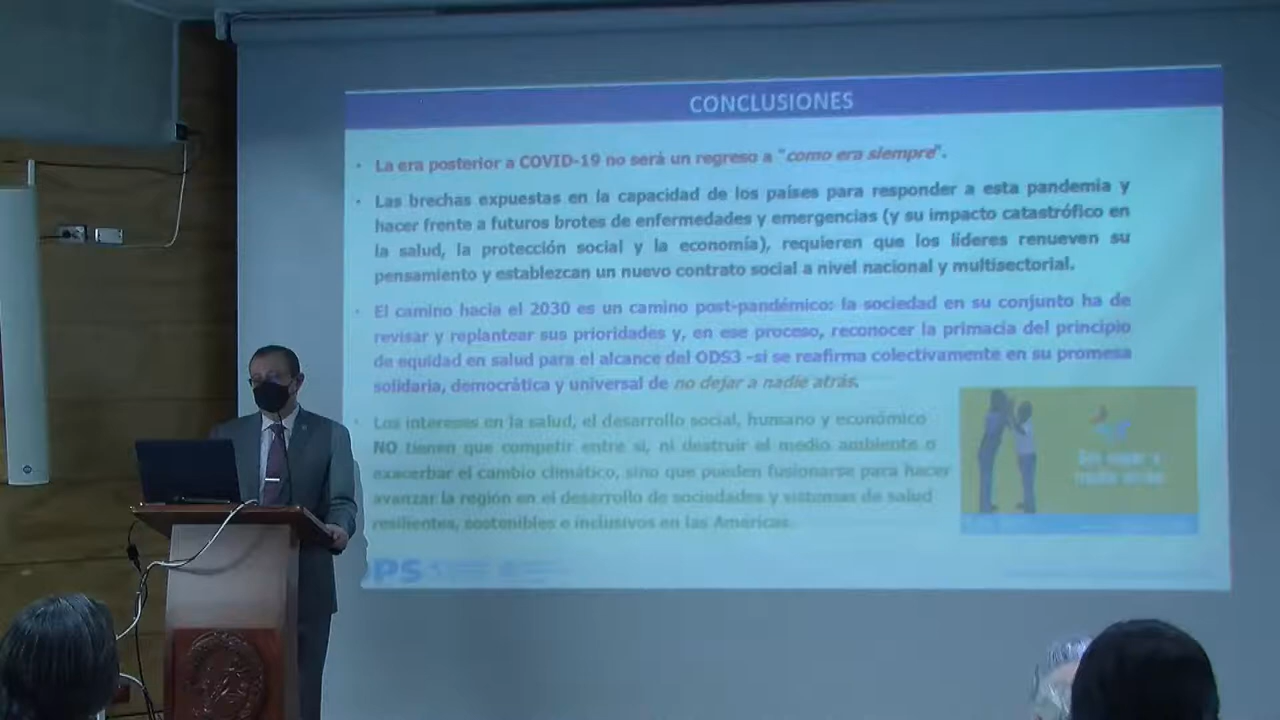 CONCLUSIONES
• La era posterior a COVID-19 no será un regreso a "como era siempre".
• Las brechas expuestas en la capacidad de los países para responder a esta pandemia y
hacer frente a futuros brotes de enfermedades y emergencias (y su impacto catastrófico en
la salud, la protección social y la economía), requieren que los líderes renueven su
pensamiento y establezcan un nuevo contrato social a nivel nacional y multisectorial.
• El camino hacia el 2030 es un camino post-pandémico: la sociedad en su conjunto ha de
revisar y replantear sus prioridades y, en ese proceso, reconocer la primacía del principio
de equidad en salud para el alcance del ODS3 -si se reafirma colectivamente en su promesa
solidaria, democrática y universal de no dejar a nadie atrás.
• Los intereses en la salud, el desarrollo social, humano y económico
NO tienen que competir entre si, ni destruir el medio ambiente o
exacerbar el cambio climático, sino que pueden fusionarse para hacer
avanzar la región en el desarrollo de sociedades y sistemas de salud
resilientes, sostenibles e inclusivos en las Américas.
OPS